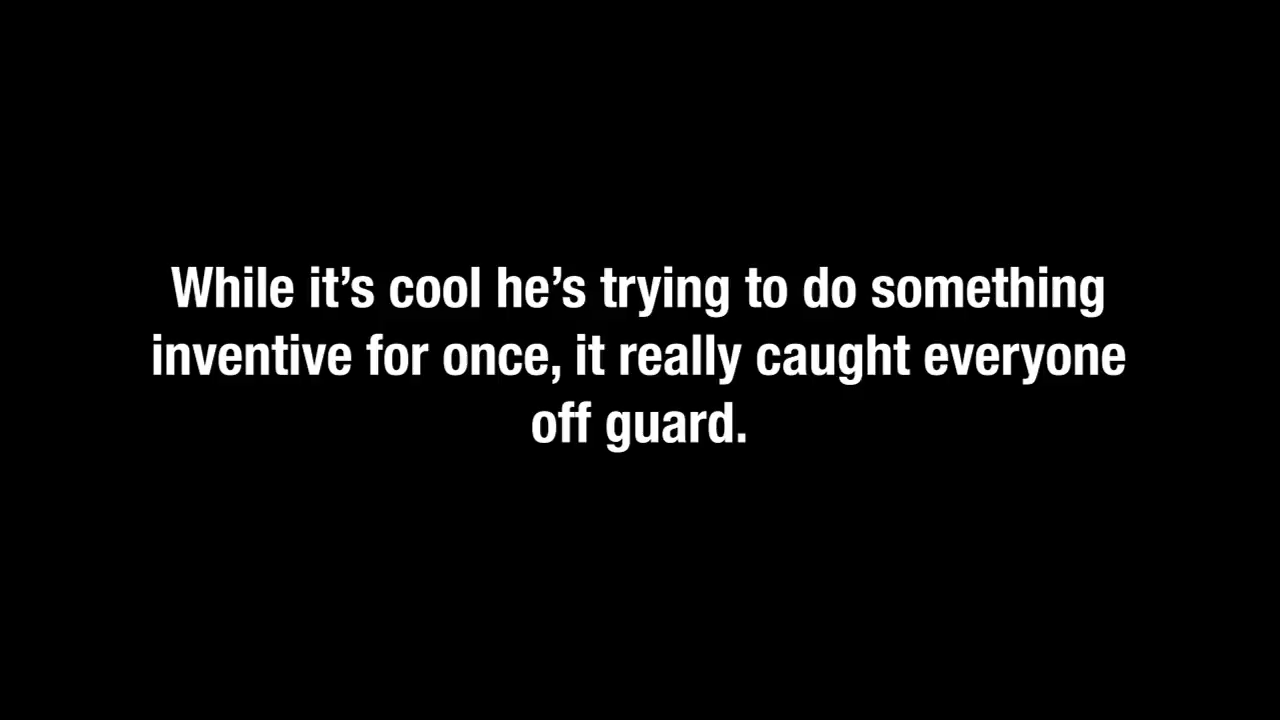 While it’s cool he’s trying to do something
inventive for once, it really caught everyone
off guard.